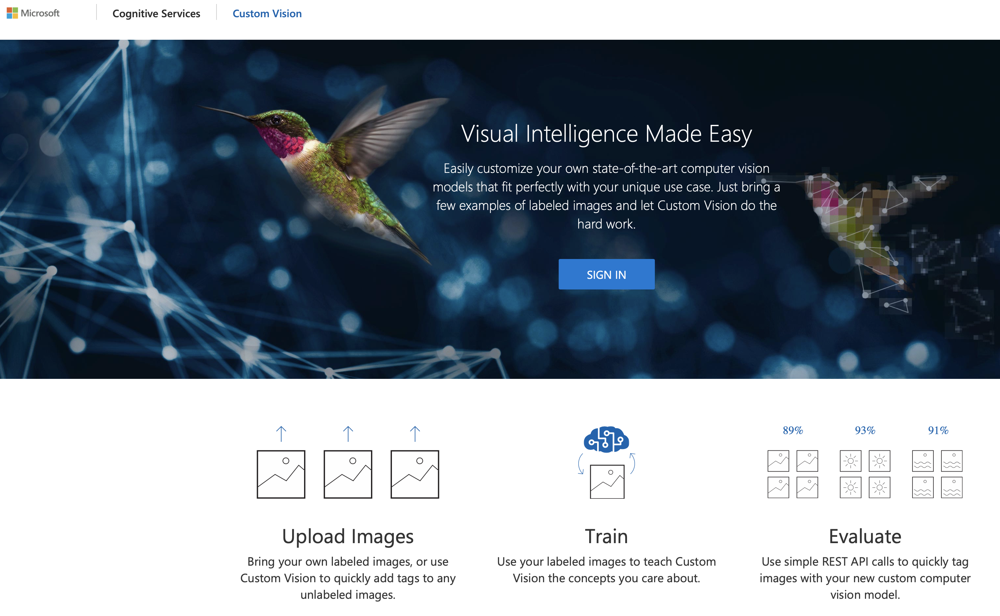 Microsoft
Cognitive Services
Custom Vision
Visual Intelligence Made Easy
Easily customize your own state-of-the-art computer vision
models that fit perfectly with your unique use case. Just bring a
few examples of labeled images and let Custom Vision do the
hard work.
SIGN IN
Upload Images
Bring your own labeled images, or use
Custom Vision to quickly add tags to any
unlabeled images.
Train
Use your labeled images to teach Custom
Vision the concepts you care about.
89%
93%
91%
Evaluate
Use simple REST API calls to quickly tag
images with your new custom computer
vision model.